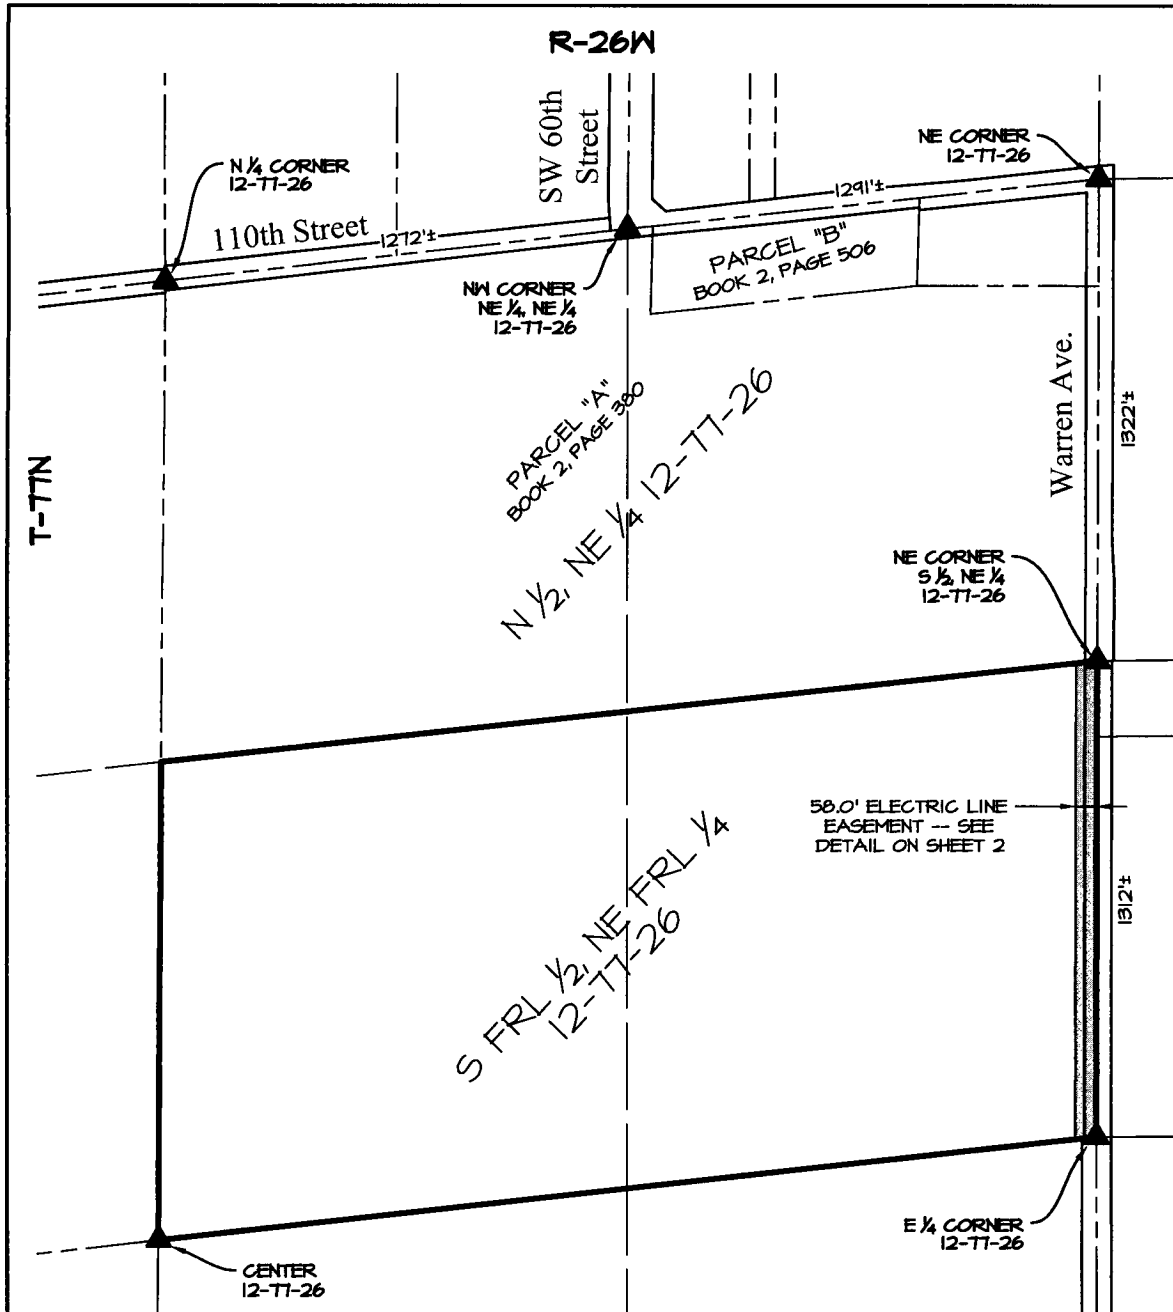 R-26W
SW 60th
Street
NE CORNER
12-77-26
N 1/4 CORNER
12-77-26
110th Street
1272'±
1291'±
NW CORNER
NE 1/4, NE 1/4
12-77-26
PARCEL "B"
BOOK 2, PAGE 506
Warren Ave.
1322'±
T-77N
PARCEL "A"
BOOK 2, PAGE 380
N 1/2, NE 1/4 12-77-26
NE CORNER
S 1/2, NE 1/4
12-77-26
58.0' ELECTRIC LINE
EASEMENT -- SEE
DETAIL ON SHEET 2
1312'±
S FRL 1/2, NE FRL 1/4
12-77-26
E 1/4 CORNER
12-77-26
CENTER
12-77-26